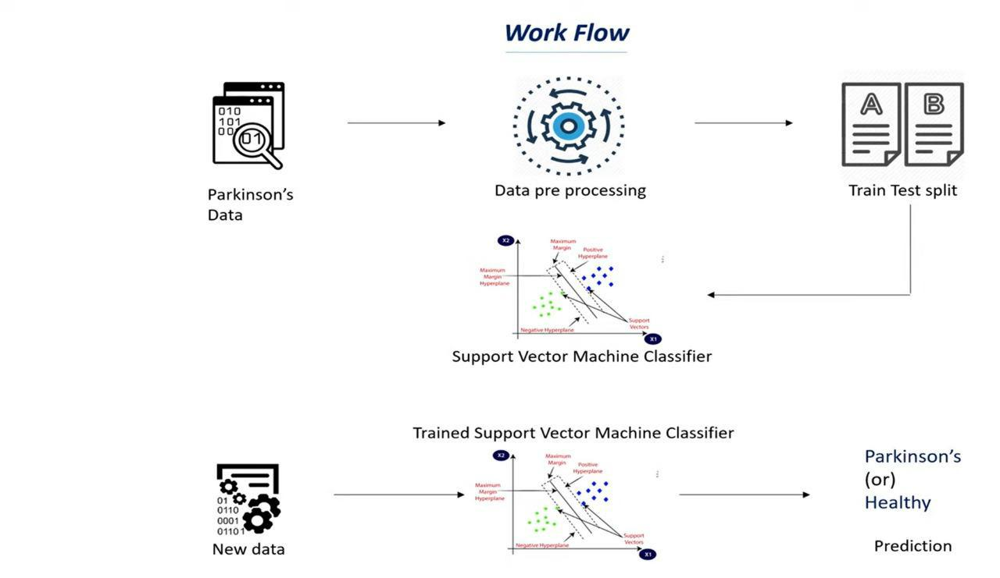 Work Flow
010
101
00
01
A
B
Parkinson's
Data
Data pre processing
Train Test split
X2
Maximum
Margin
Positive
Hyperplane
Maximum
Margin
Hyperplane
Support
Vectors
Negative Hyperplane
X1
Support Vector Machine Classifier
Trained Support Vector Machine Classifier
X2
Maximum
Margin
Positive
Hyperplane
Maximum
Margin
Hyperplane
Support
Vectors
Negative Hyperplane
X1
01
0110
0001
01101
New data
Parkinson's
(or)
Healthy
Prediction